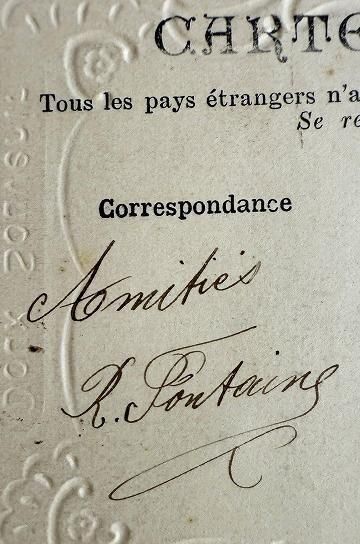 CARTE
Tous les pays étrangers n'a
Se re
Correspondance
Amitiés
R. Fontaine